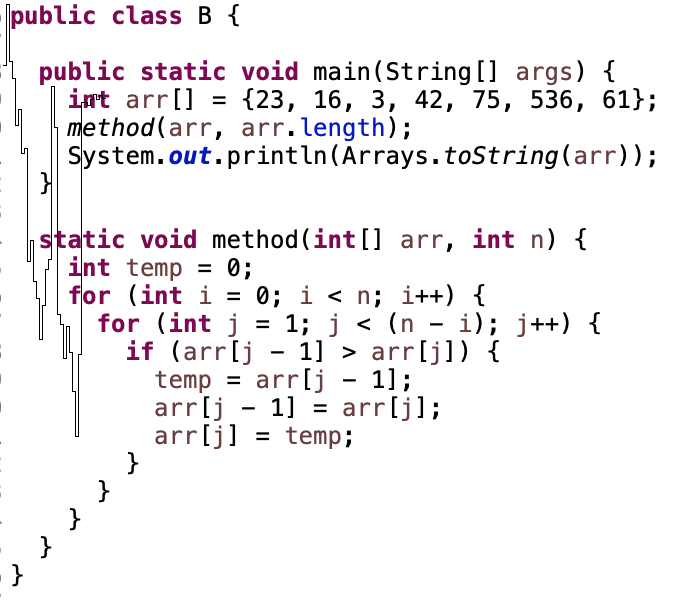 public class B {
public static void main(String[] args) {
int arr[] = {23, 16, 3, 42, 75, 536, 61};
method(arr, arr.length);
System.out.println(Arrays.toString(arr));
}
static void method(int[] arr, int n) {
int temp = 0;
for (int i = 0; i < n; i++) {
for (int j = 1; j < (n - i); j++) {
if (arr[j - 1] > arr[j]) {
temp = arr[j - 1];
arr[j - 1] = arr[j];
arr[j] = temp;
}
}
}
}
}